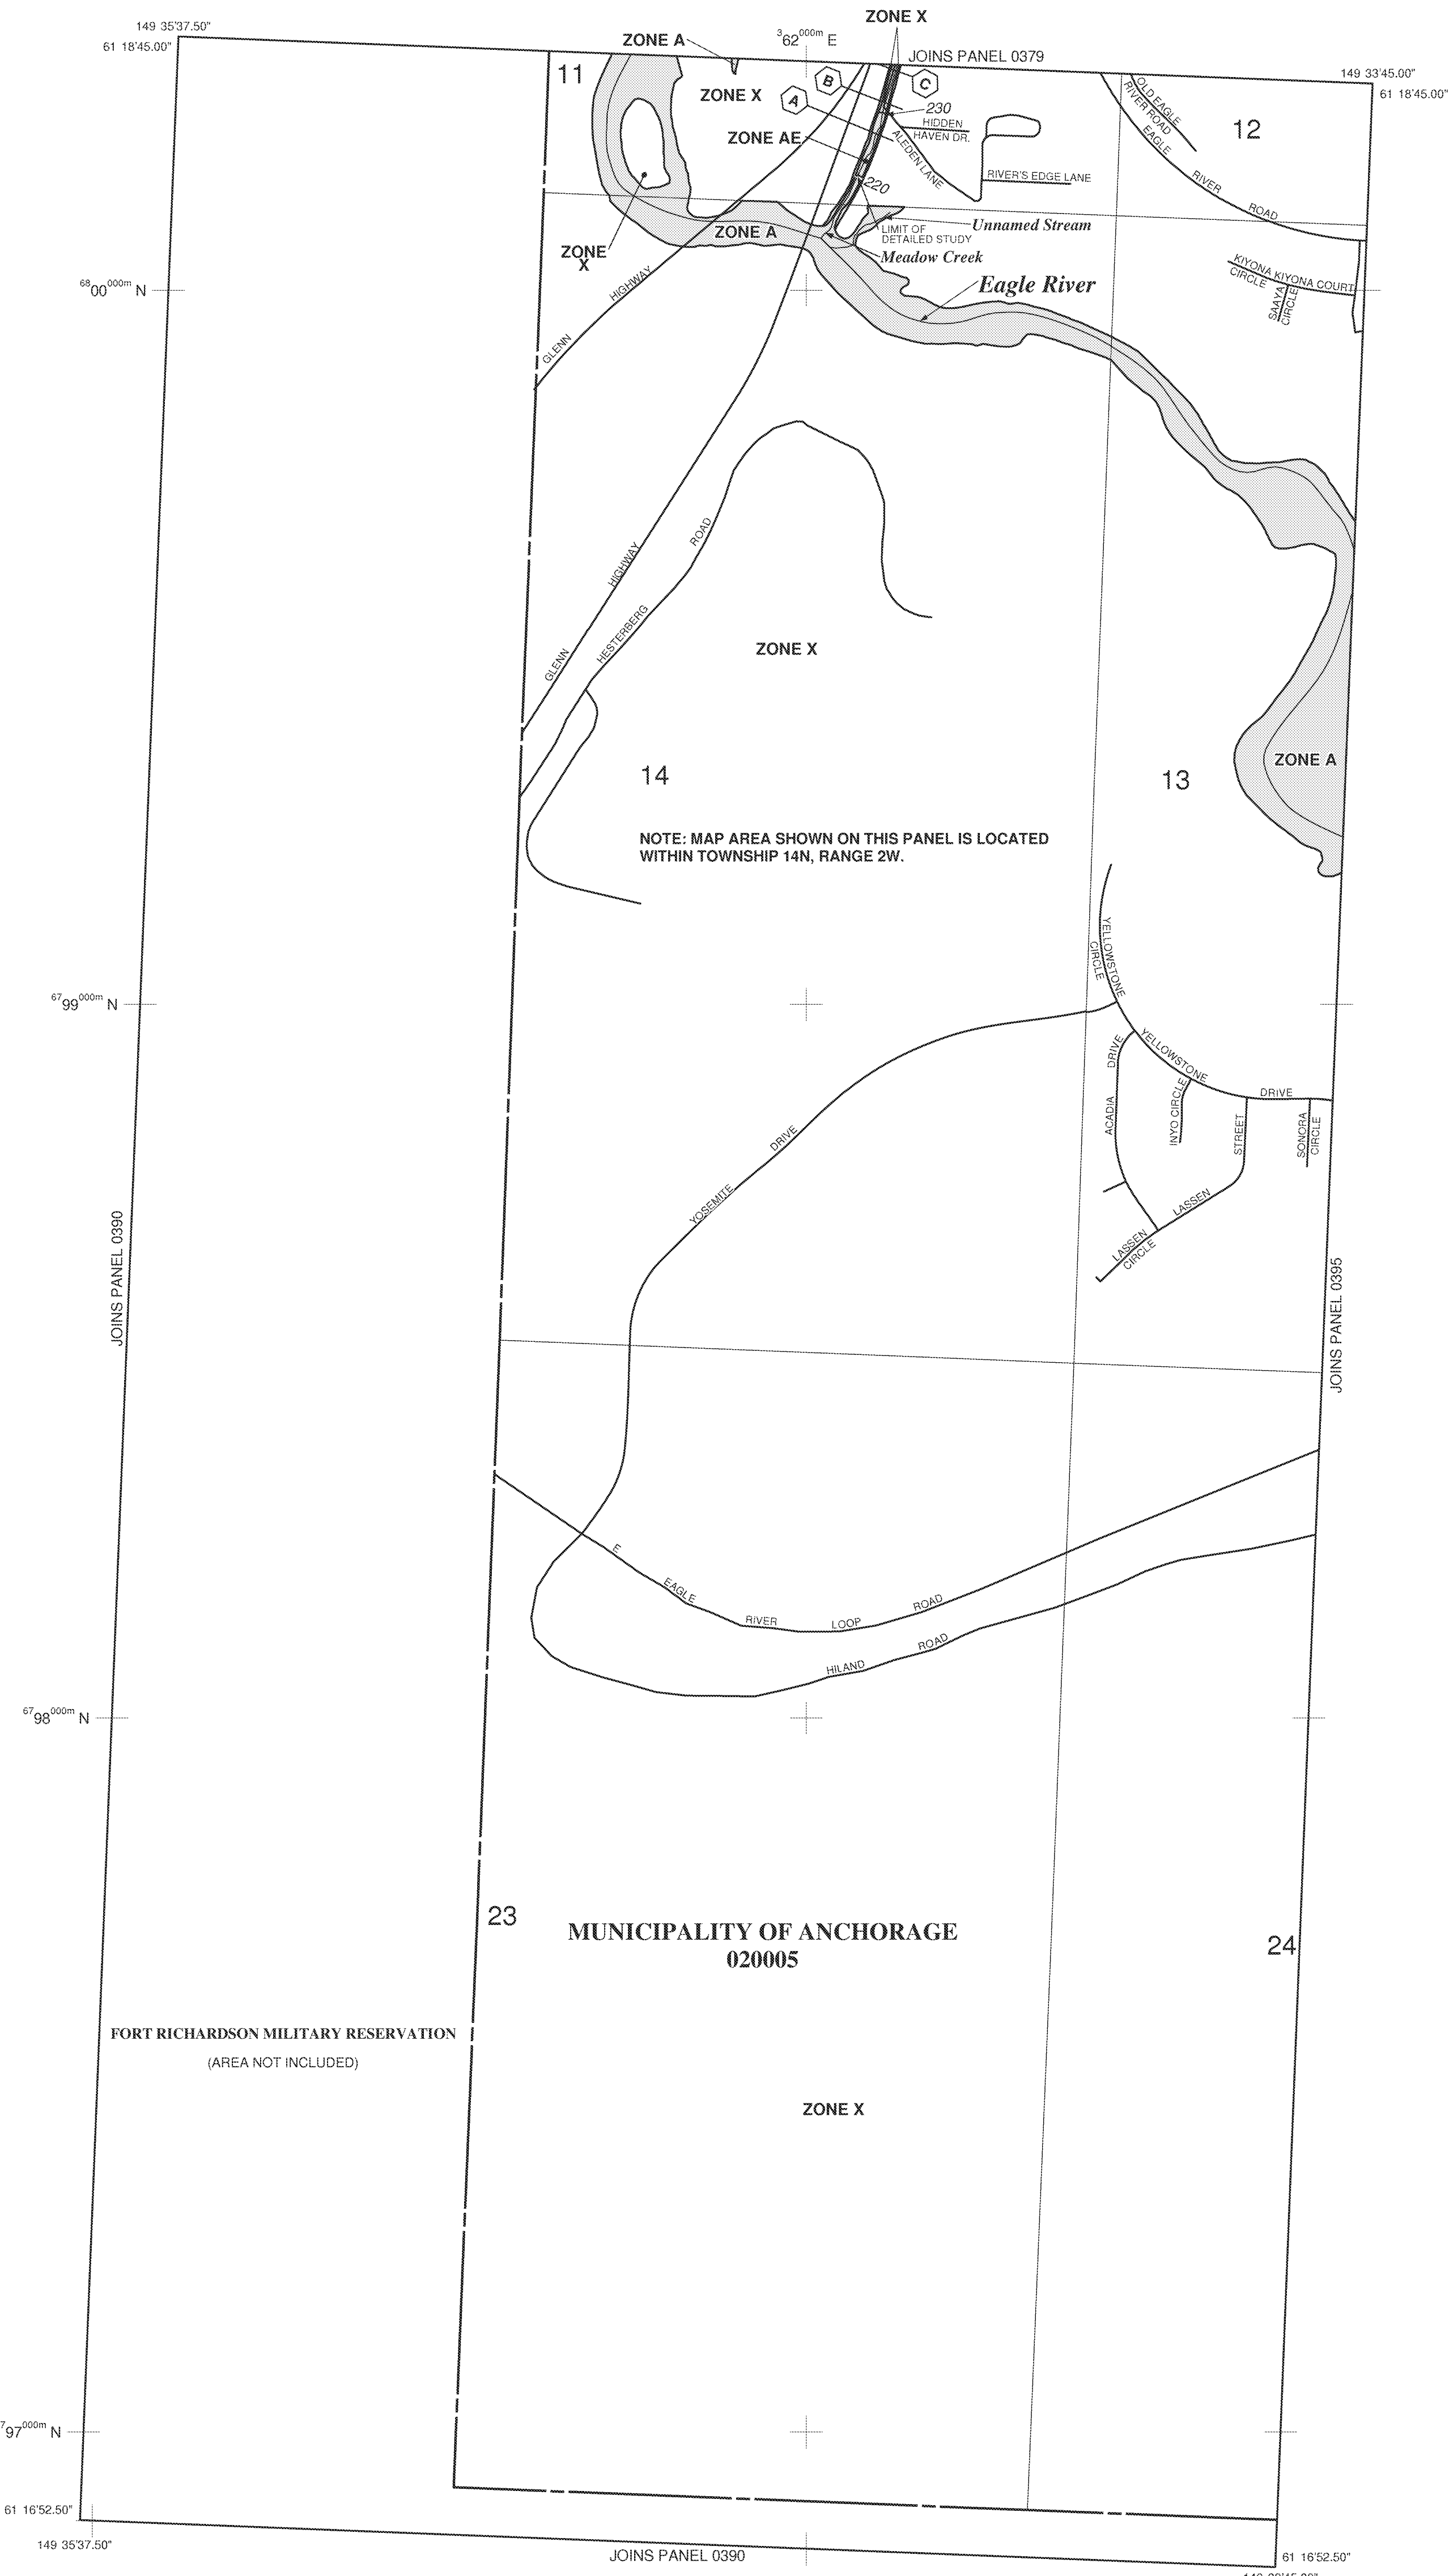 ZONE X
149 35'37.50"
61 18'45.00"
ZONE A
362000m E
JOINS PANEL 0379
149 33'45.00"
61 18'45.00"
11
ZONE X
A
B
C
230
HIDDEN
HAVEN DR.
OLD EAGLE
RIVER ROAD
EAGLE
RIVER
ROAD
12
ZONE AE
ALEDEN LANE
220
RIVER'S EDGE LANE
ZONE A
LIMIT OF
DETAILED STUDY
Unnamed Stream
Meadow Creek
ZONE
X
Eagle River
KIYONA KIYONA COURT
CIRCLE
SAAYA
CIRCLE
6800000m N
GLENN
HIGHWAY
GLENN
HIGHWAY
HESTERBERG
ROAD
ZONE X
14
13
ZONE A
NOTE: MAP AREA SHOWN ON THIS PANEL IS LOCATED
WITHIN TOWNSHIP 14N, RANGE 2W.
YELLOWSTONE
CIRCLE
6799000m N
YELLOWSTONE
DRIVE
ACADIA
DRIVE
INYO CIRCLE
STREET
SONORA
CIRCLE
LASSEN
LASSEN
CIRCLE
YOSEMITE
DRIVE
JOINS PANEL 0390
JOINS PANEL 0395
E
EAGLE
RIVER
LOOP
ROAD
HILAND
ROAD
6798000m N
23
MUNICIPALITY OF ANCHORAGE
020005
24
FORT RICHARDSON MILITARY RESERVATION
(AREA NOT INCLUDED)
ZONE X
797000m N
61 16'52.50"
149 35'37.50"
JOINS PANEL 0390
61 16'52.50"